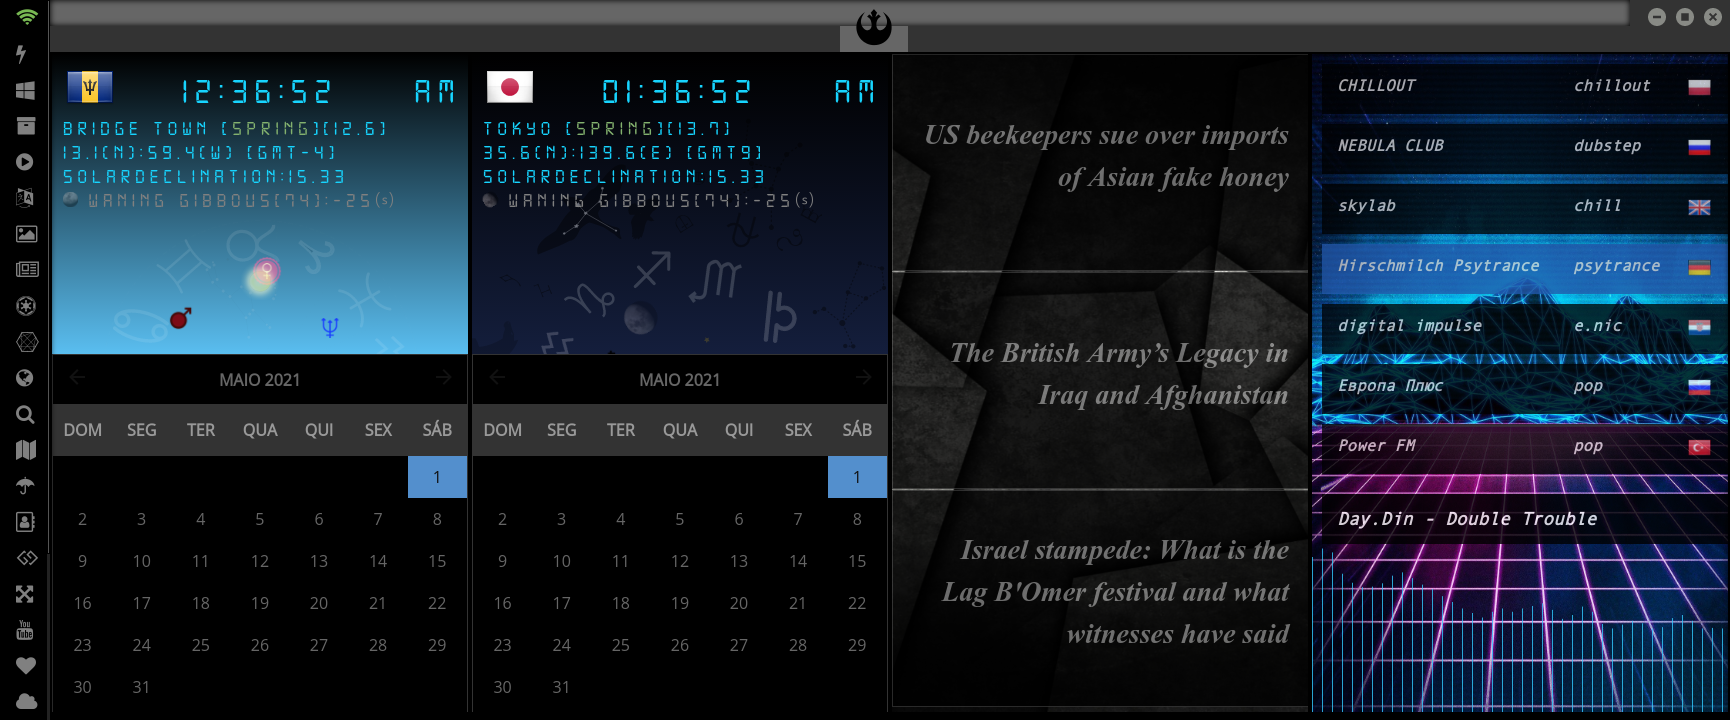 12:36:52 AM
BRIDGE TOWN [SPRING][12.6]
13.1(N):59.4(W) [GMT-4]
SOLARDECLINATION:15.33
WANING GIBBOUS[74]:-25(s)
MAIO 2021
DOM SEG TER QUA QUI SEX SÁB
1
2 3 4 5 6 7 8
9 10 11 12 13 14 15
16 17 18 19 20 21 22
23 24 25 26 27 28 29
30 31
01:36:52 AM
TOKYO [SPRING][13.7]
35.6(N):139.6(E) [GMT9]
SOLARDECLINATION:15.33
WANING GIBBOUS[74]:-25(s)
MAIO 2021
DOM SEG TER QUA QUI SEX SÁB
1
2 3 4 5 6 7 8
9 10 11 12 13 14 15
16 17 18 19 20 21 22
23 24 25 26 27 28 29
30 31
US beekeepers sue over imports
of Asian fake honey
The British Army’s Legacy in
Iraq and Afghanistan
Israel stampede: What is the
Lag B'Omer festival and what
witnesses have said
CHILLOUT chillout
NEBULA CLUB dubstep
skylab chill
Hirschmilch Psytrance psytrance
digital impulse e.nic
Европа Плюс pop
Power FM pop
Day.Din - Double Trouble
You
Tube